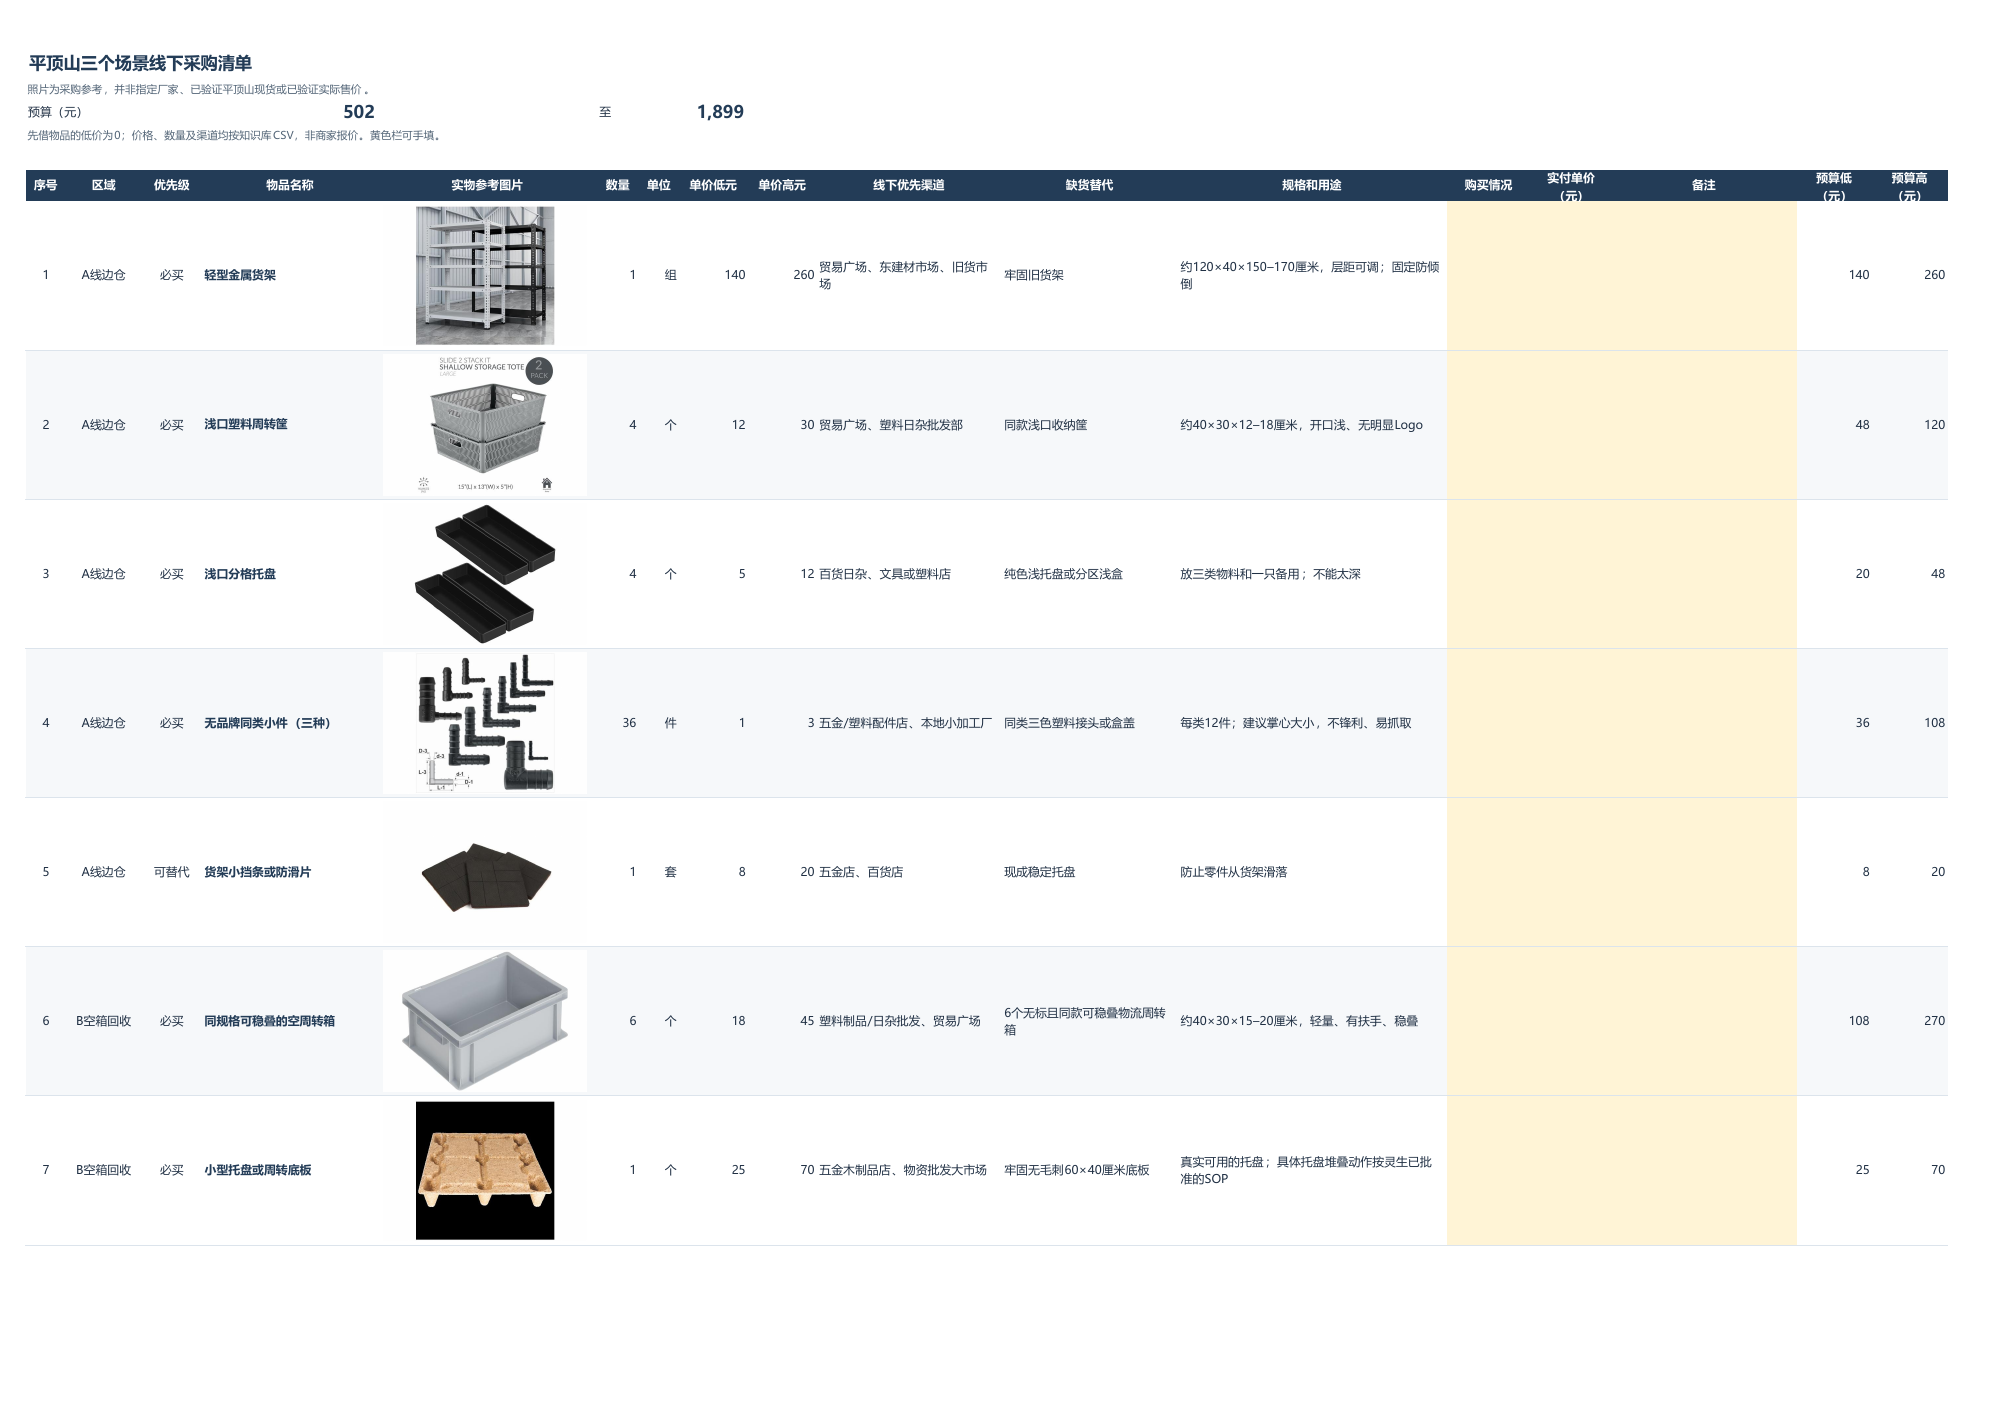 平顶山三个场景线下采购清单
照片为采购参考，并非指定厂家、已验证平顶山现货或已验证实际售价。
预算（元） 502 至 1,899
先借物品的低价为0；价格、数量及渠道均按知识库CSV，非商家报价。黄色栏可手填。
序号 区域 优先级 物品名称 实物参考图片 数量 单位 单价低元 单价高元 线下优先渠道 缺货替代 规格和用途 购买情况 实付单价（元） 备注 预算低（元） 预算高（元）
1 A线边仓 必买 轻型金属货架 1 组 140 260 贸易广场、东建材市场、旧货市场 牢固旧货架 约120×40×150–170厘米，层距可调；固定防倾倒 140 260
SLIDE 2 STACK IT
SHALLOW STORAGE TOTE
LARGE
2 PACK
2 A线边仓 必买 浅口塑料周转筐 4 个 12 30 贸易广场、塑料日杂批发部 同款浅口收纳筐 约40×30×12–18厘米，开口浅、无明显Logo 48 120
15"(L) x 13"(W) x 5"(H)
3 A线边仓 必买 浅口分格托盘 4 个 5 12 百货日杂、文具或塑料店 纯色浅托盘或分区浅盒 放三类物料和一只备用；不能太深 20 48
4 A线边仓 必买 无品牌同类小件（三种） 36 件 1 3 五金/塑料配件店、本地小加工厂 同类三色塑料接头或盒盖 每类12件；建议掌心大小，不锋利、易抓取 36 108
D-3
d-3
L-3
d-1
D-1
L-1
5 A线边仓 可替代 货架小挡条或防滑片 1 套 8 20 五金店、百货店 现成稳定托盘 防止零件从货架滑落 8 20
6 B空箱回收 必买 同规格可稳叠的空周转箱 6 个 18 45 塑料制品/日杂批发、贸易广场 6个无标且同款可稳叠物流周转箱 约40×30×15–20厘米，轻量、有扶手、稳叠 108 270
7 B空箱回收 必买 小型托盘或周转底板 1 个 25 70 五金木制品店、物资批发大市场 牢固无毛刺60×40厘米底板 真实可用的托盘；具体托盘堆叠动作按灵生已批准的SOP 25 70